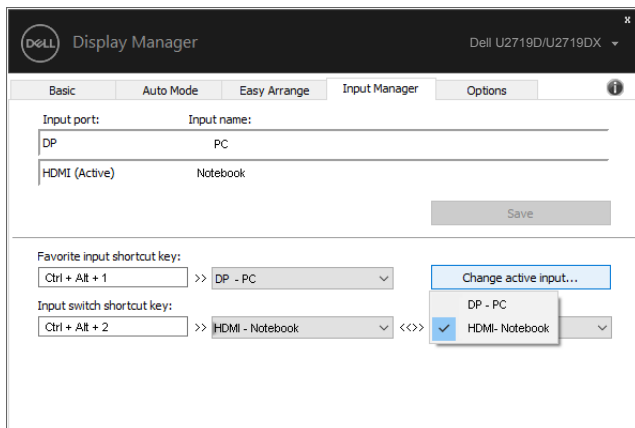 x
DELL Display Manager Dell U2719D/U2719DX
Basic Auto Mode Easy Arrange Input Manager Options i
Input port: Input name:
DP PC
HDMI (Active) Notebook
Save
Favorite input shortcut key:
Ctrl + Alt + 1 >> DP - PC Change active input...
Input switch shortcut key:
DP - PC
Ctrl + Alt + 2 >> HDMI - Notebook <<>> HDMI- Notebook